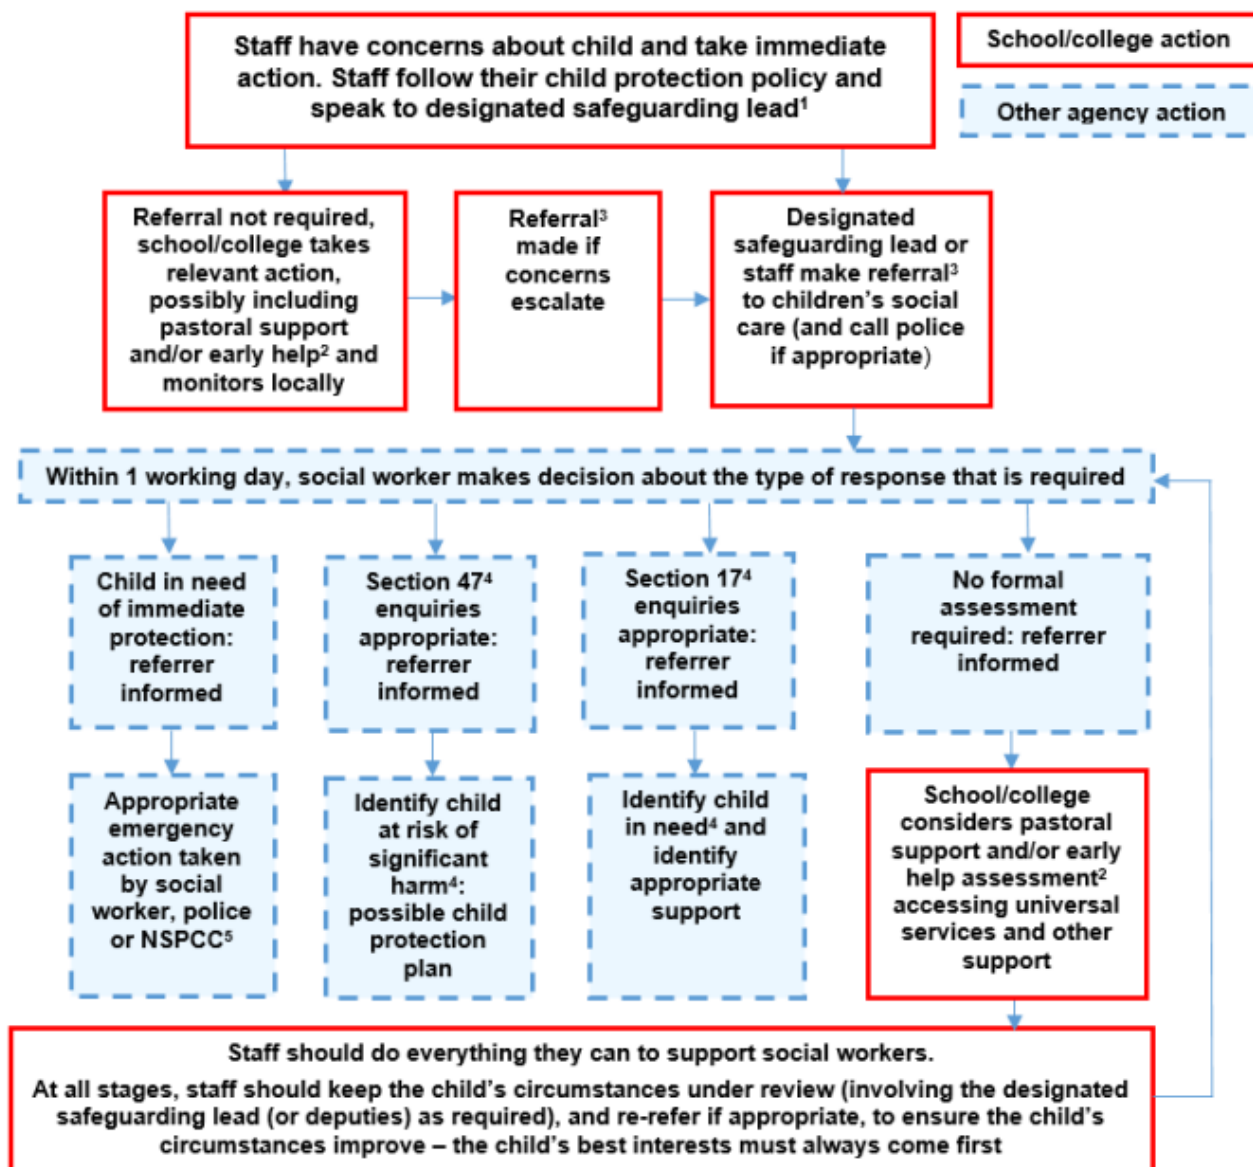 Staff have concerns about child and take immediate
action. Staff follow their child protection policy and
speak to designated safeguarding lead¹
School/college action
Other agency action
Referral not required,
school/college takes
relevant action,
possibly including
pastoral support
and/or early help² and
monitors locally
Referral³
made if
concerns
escalate
Designated
safeguarding lead or
staff make referral³
to children’s social
care (and call police
if appropriate)
Within 1 working day, social worker makes decision about the type of response that is required
Child in need
of immediate
protection:
referrer
informed
Section 47⁴
enquiries
appropriate:
referrer
informed
Section 17⁴
enquiries
appropriate:
referrer
informed
No formal
assessment
required: referrer
informed
Appropriate
emergency
action taken
by social
worker, police
or NSPCC⁵
Identify child
at risk of
significant
harm⁴:
possible child
protection
plan
Identify child
in need⁴ and
identify
appropriate
support
School/college
considers pastoral
support and/or early
help assessment²
accessing universal
services and other
support
Staff should do everything they can to support social workers.
At all stages, staff should keep the child’s circumstances under review (involving the designated
safeguarding lead (or deputies) as required), and re-refer if appropriate, to ensure the child’s
circumstances improve – the child’s best interests must always come first